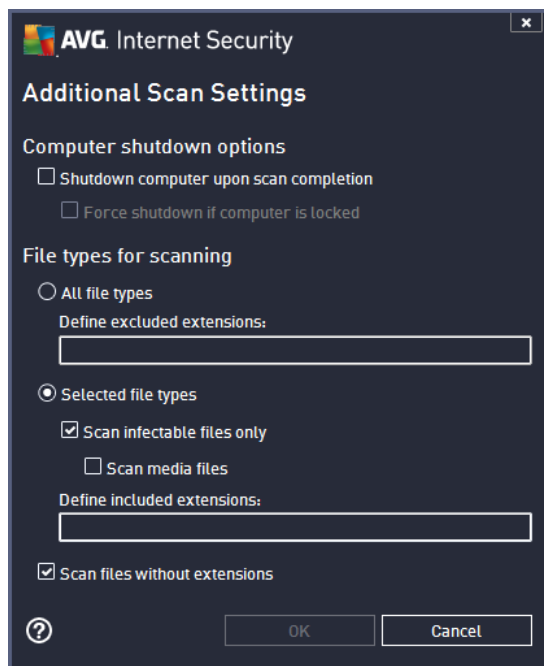 AVG. Internet Security
Additional Scan Settings
Computer shutdown options
Shutdown computer upon scan completion
Force shutdown if computer is locked
File types for scanning
All file types
Define excluded extensions:
Selected file types
Scan infectable files only
Scan media files
Define included extensions:
Scan files without extensions
OK Cancel